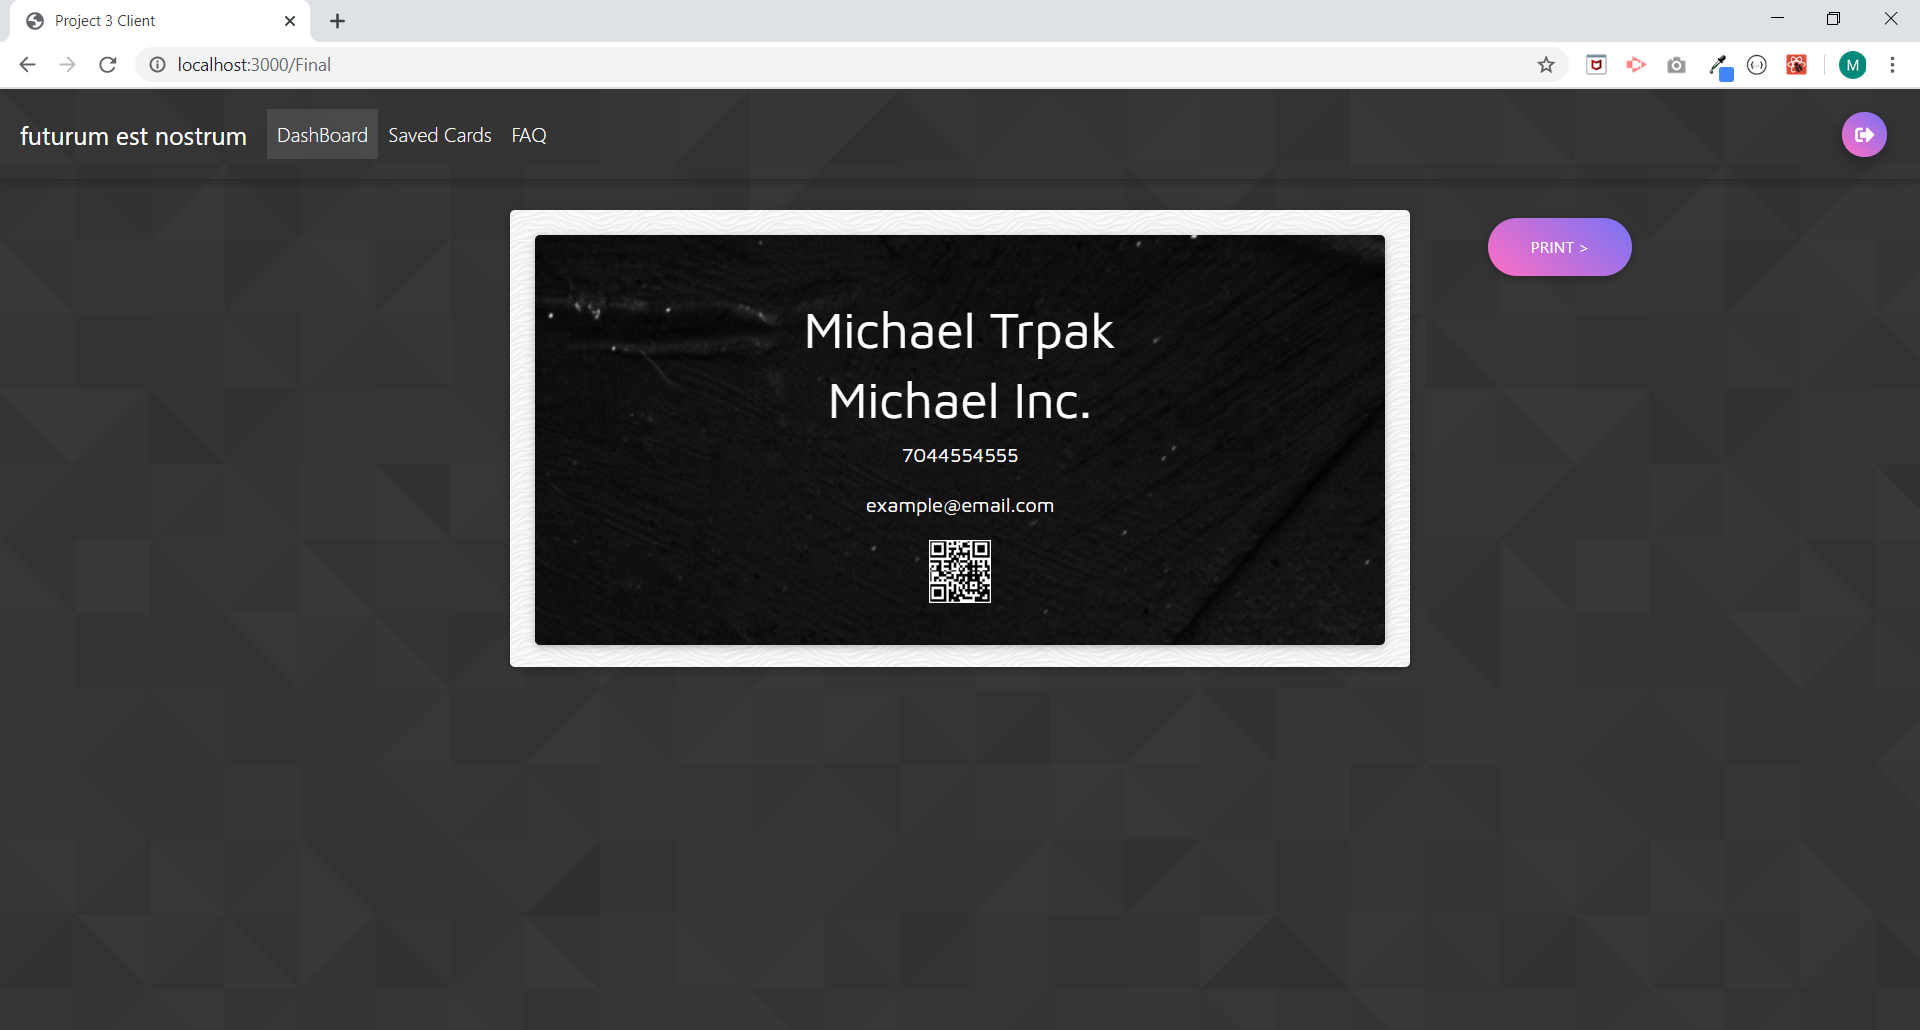 Project 3 Client
localhost:3000/Final
M
futurum est nostrum
DashBoard
Saved Cards
FAQ
PRINT >
Michael Trpak
Michael Inc.
7044554555
example@email.com